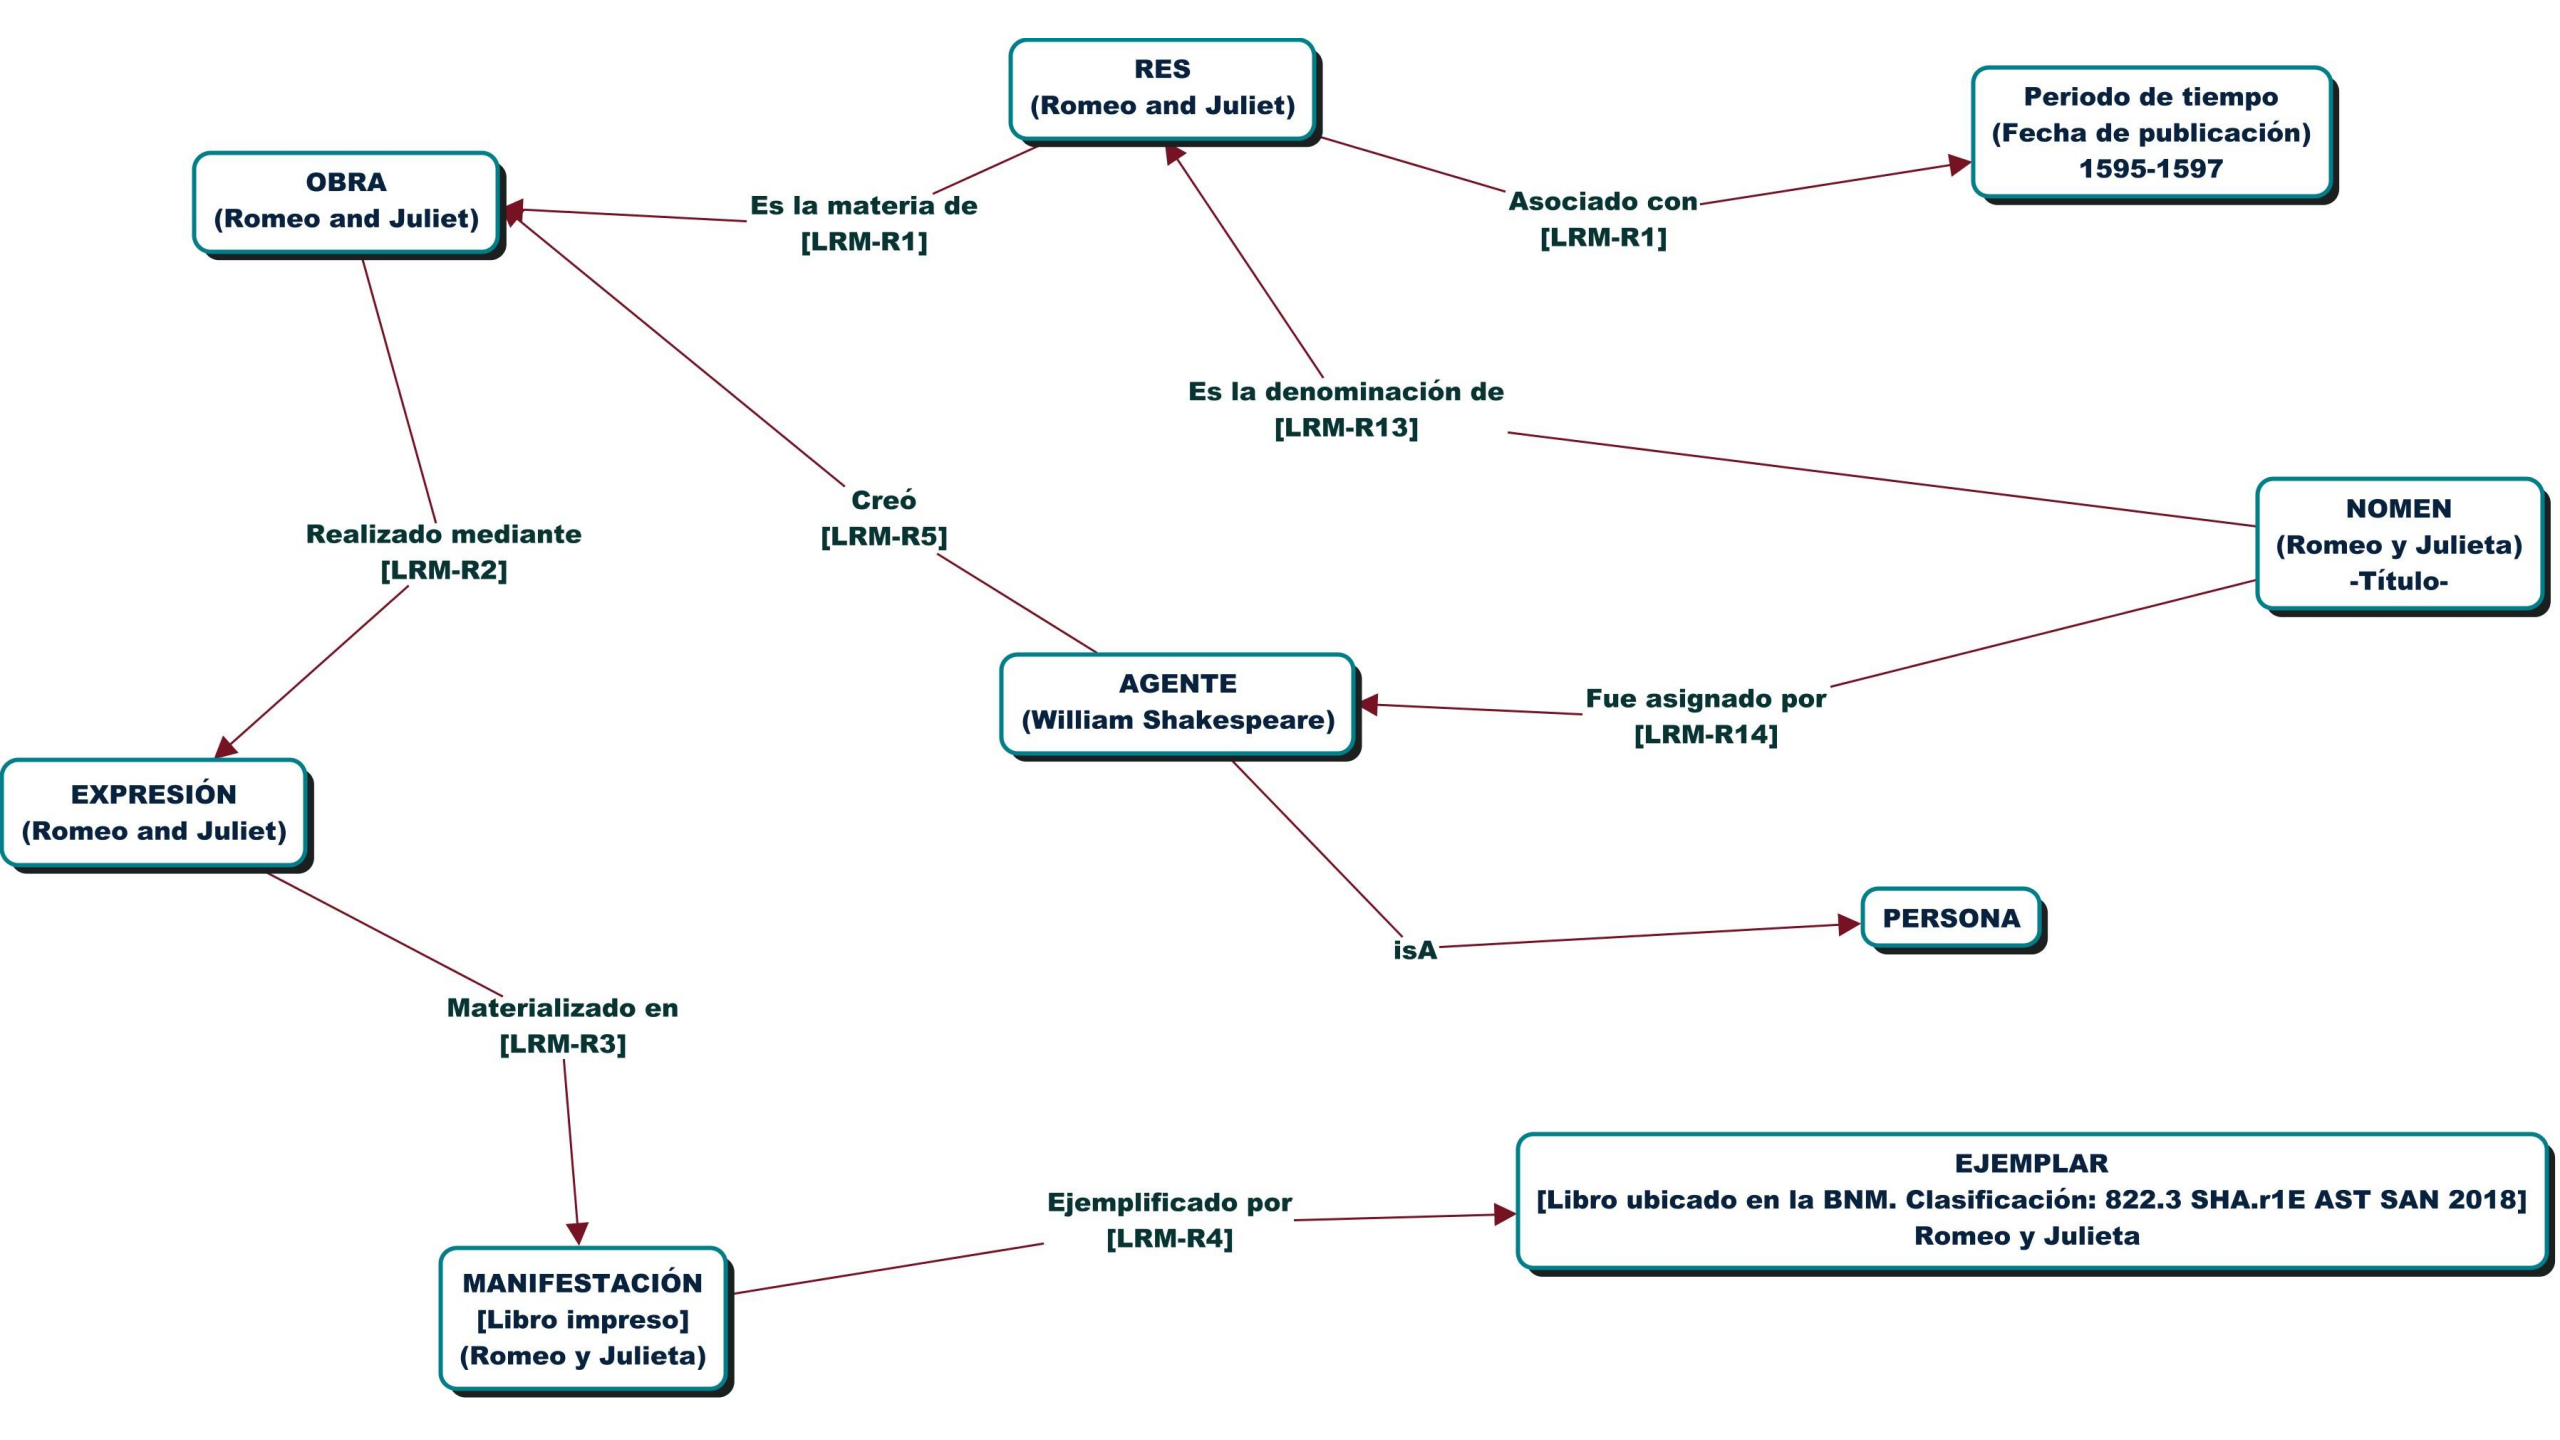 RES
(Romeo and Juliet)
Periodo de tiempo
(Fecha de publicación)
1595-1597
OBRA
(Romeo and Juliet)
Es la materia de
[LRM-R1]
Asociado con
[LRM-R1]
Es la denominación de
[LRM-R13]
NOMEN
(Romeo y Julieta)
-Título-
Creó
[LRM-R5]
Realizado mediante
[LRM-R2]
AGENTE
(William Shakespeare)
Fue asignado por
[LRM-R14]
EXPRESIÓN
(Romeo and Juliet)
PERSONA
isA
Materializado en
[LRM-R3]
Ejemplificado por
[LRM-R4]
EJEMPLAR
[Libro ubicado en la BNM. Clasificación: 822.3 SHA.r1E AST SAN 2018]
Romeo y Julieta
MANIFESTACIÓN
[Libro impreso]
(Romeo y Julieta)